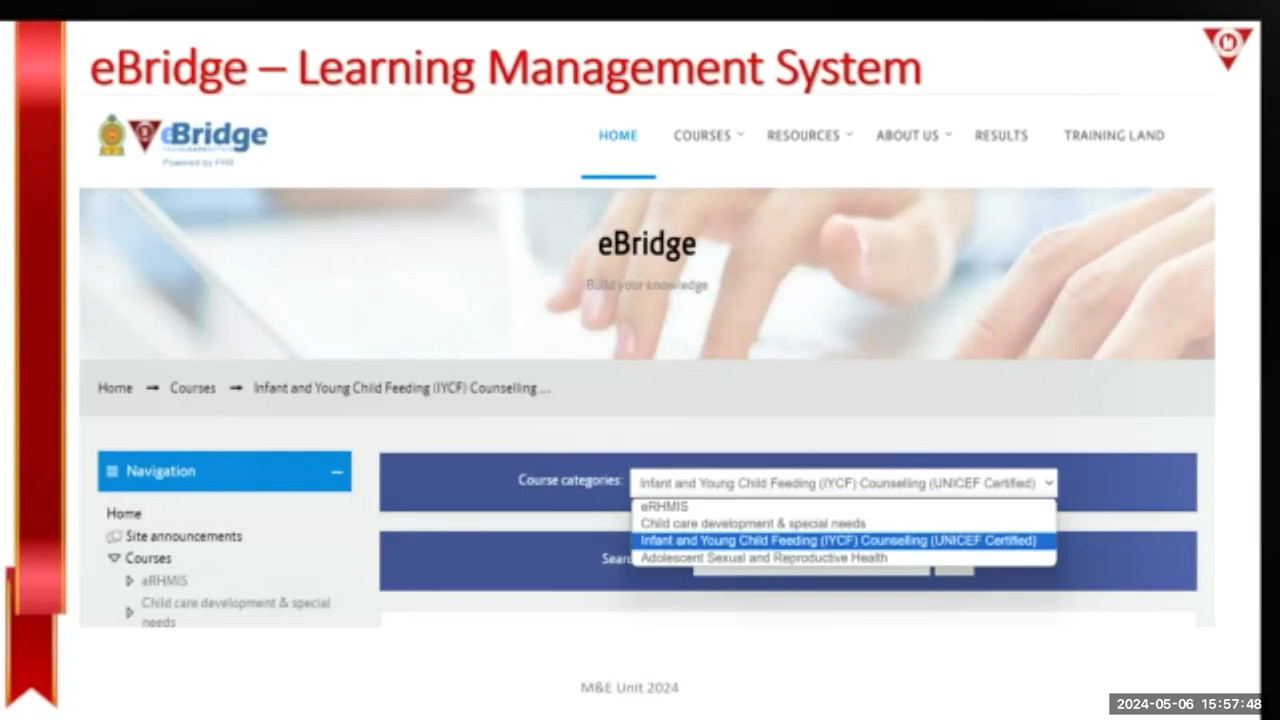 eBridge – Learning Management System
eBridge
Powered by FHB
HOME COURSES RESOURCES ABOUT US RESULTS TRAINING LAND
eBridge
Build your knowledge
Home → Courses → Infant and Young Child Feeding (IYCF) Counselling ...
Navigation
Home
Site announcements
Courses
eRHMIS
Child care development & special
needs
Course categories: Infant and Young Child Feeding (IYCF) Counselling (UNICEF Certified)
eRHMIS
Child care development & special needs
Infant and Young Child Feeding (IYCF) Counselling (UNICEF Certified)
Adolescent Sexual and Reproductive Health
M&E Unit 2024
2024-05-06 15:57:48